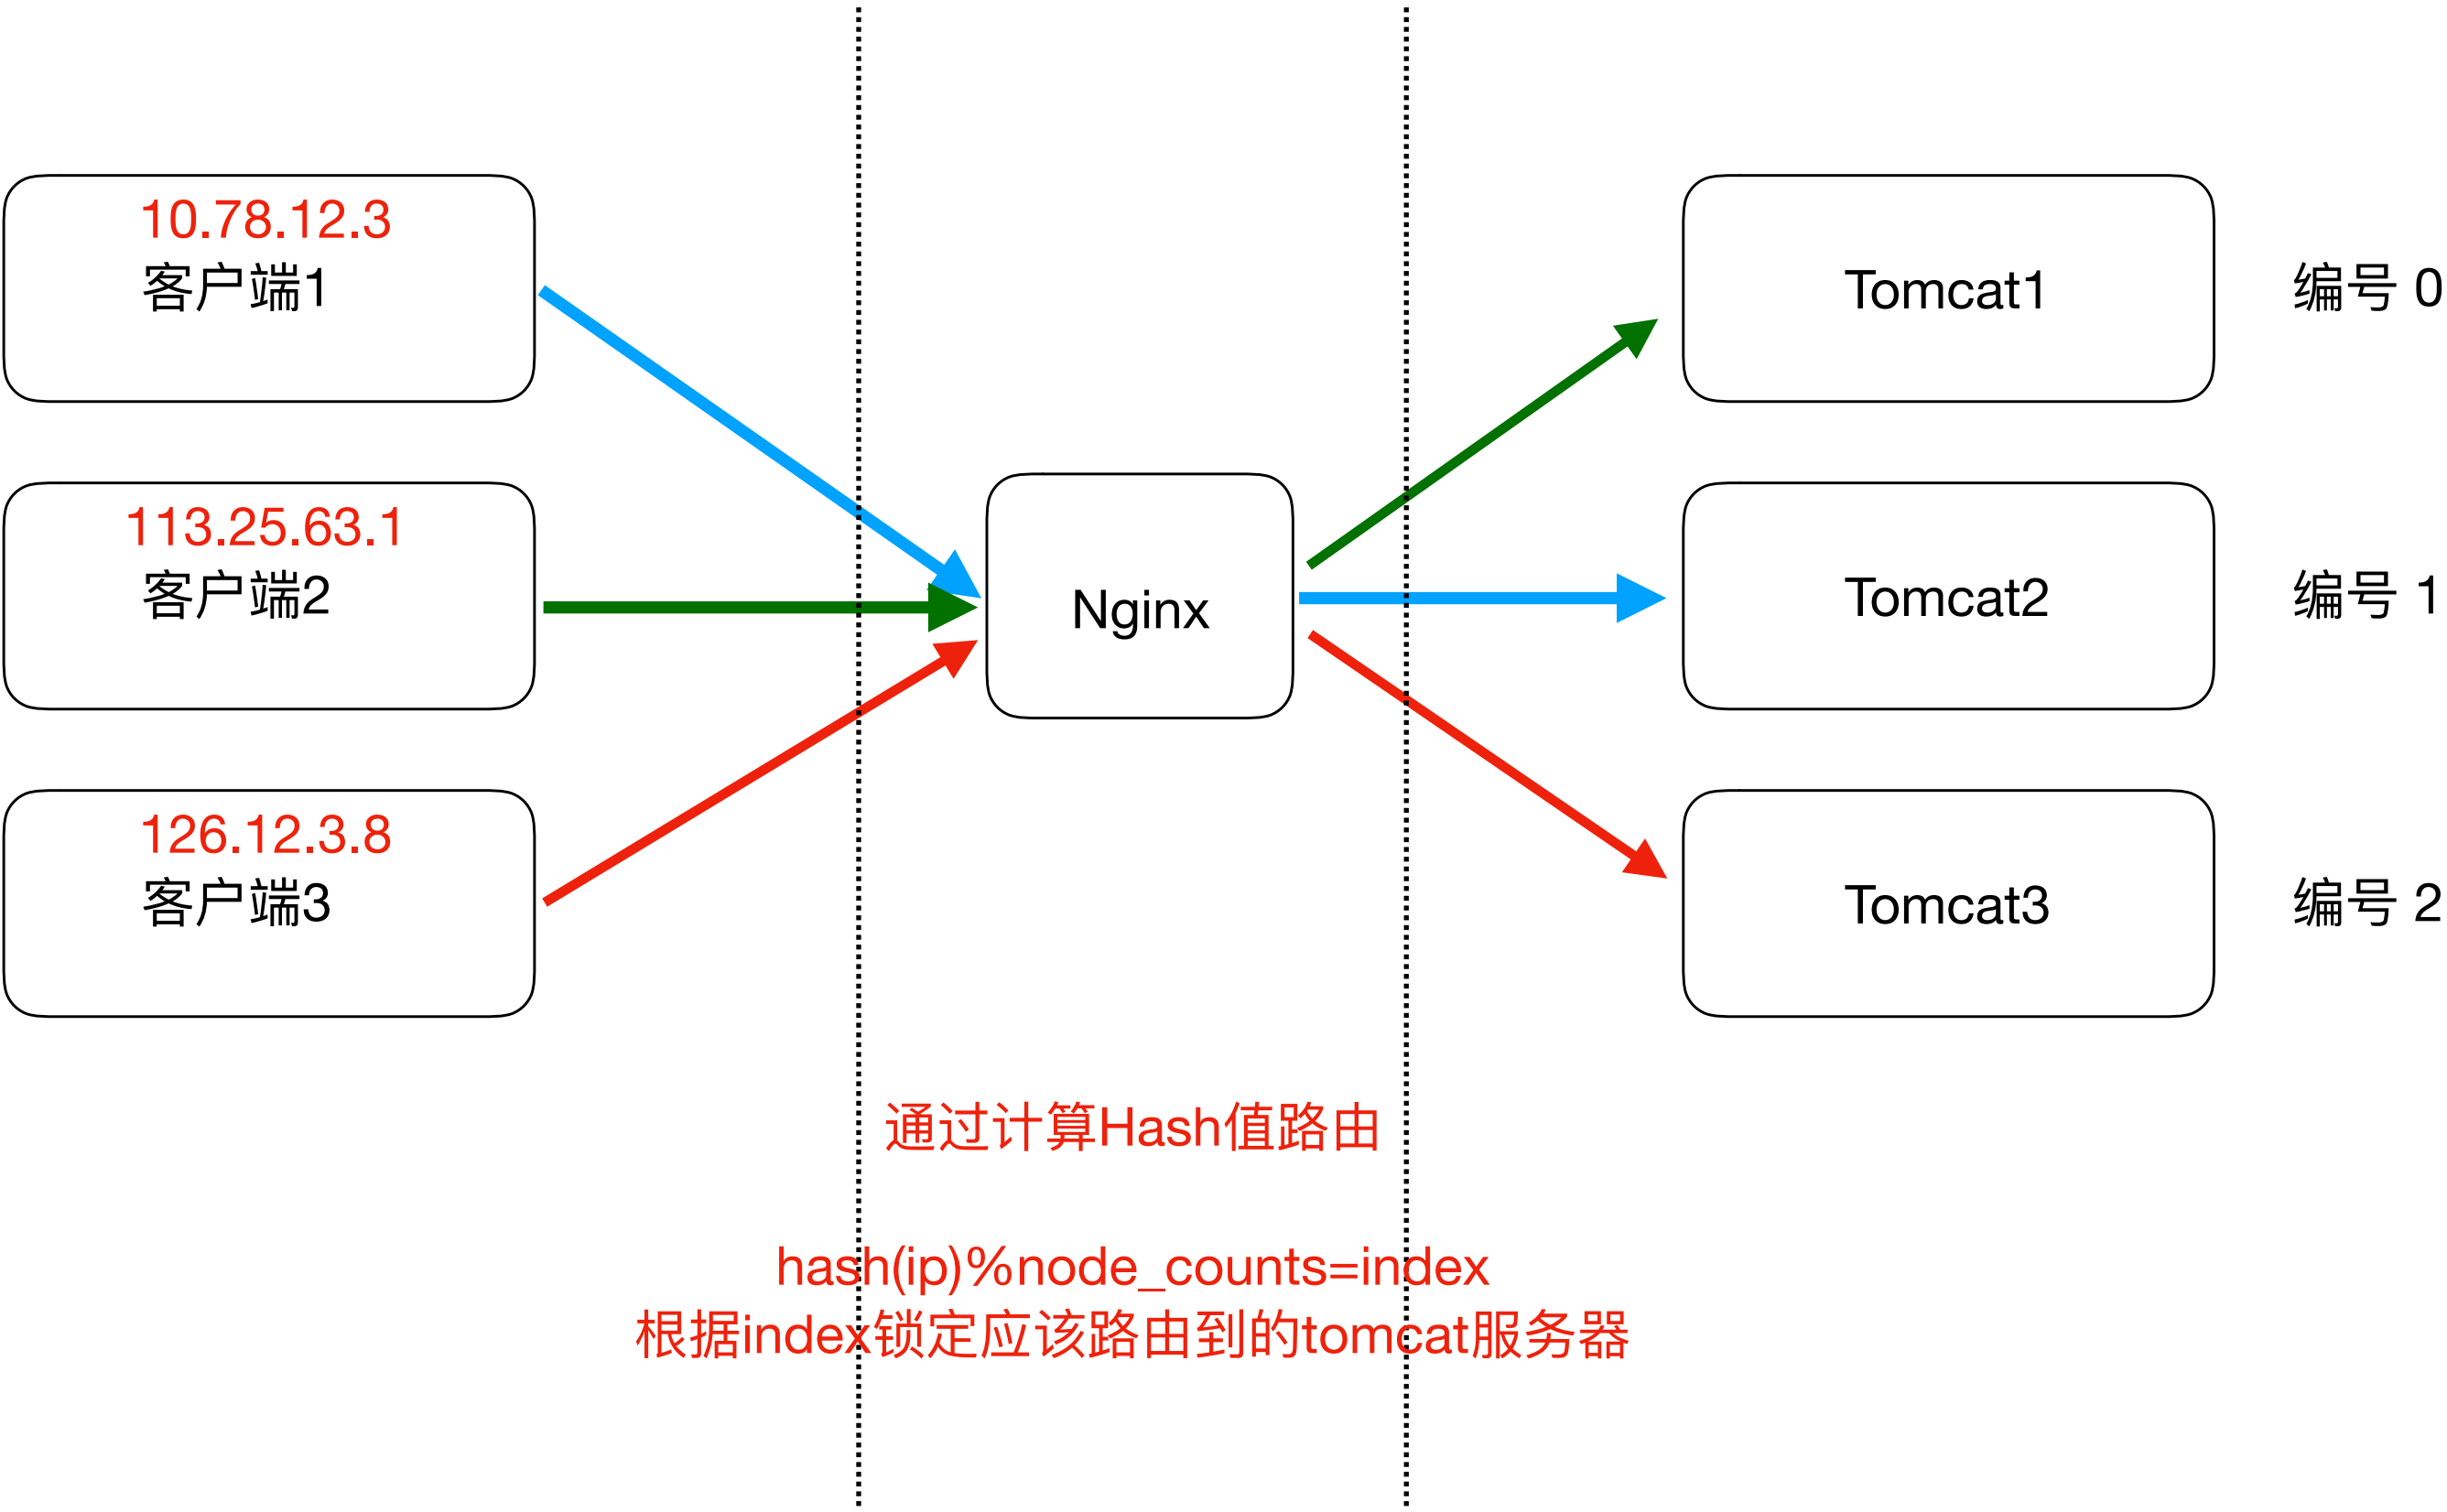 10.78.12.3
客户端1
113.25.63.1
客户端2
126.12.3.8
客户端3
Nginx
Tomcat1
编号 0
Tomcat2
编号 1
Tomcat3
编号 2
通过计算Hash值路由
hash(ip)%node_counts=index
根据index锁定应该路由到的tomcat服务器